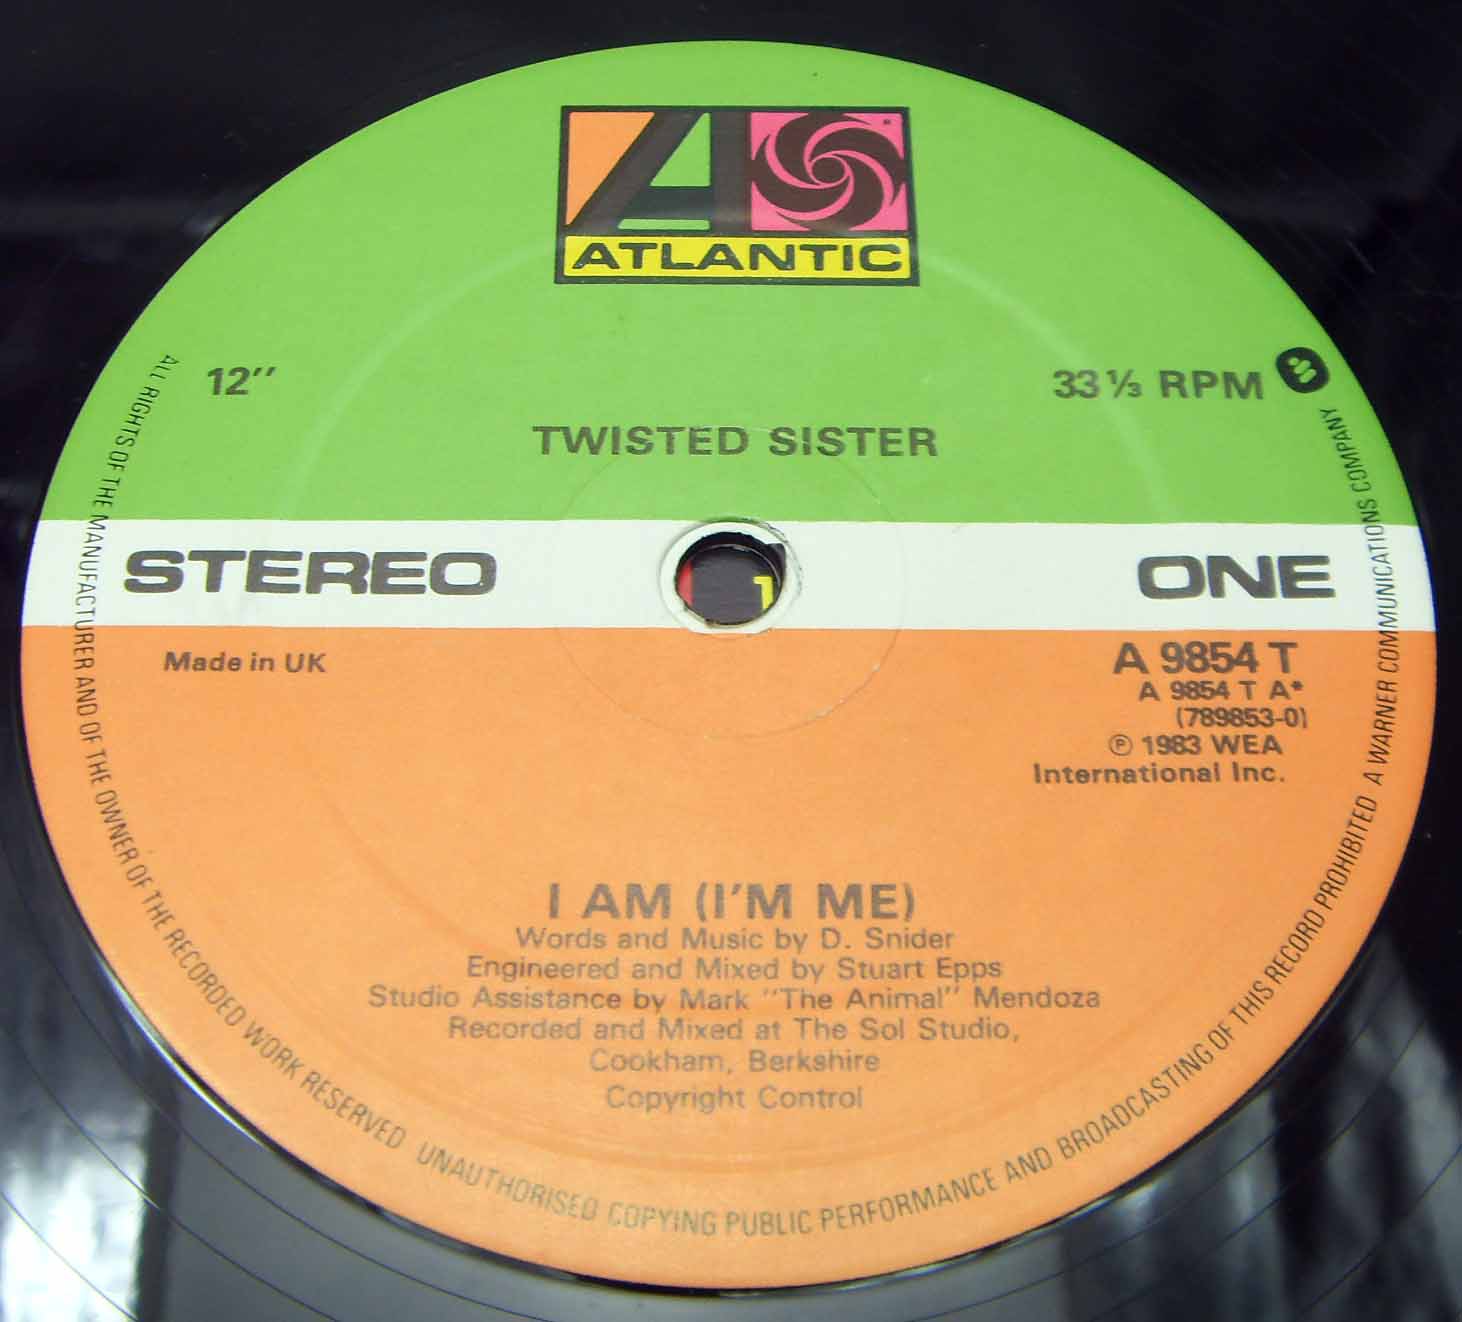 ATLANTIC
12"
33⅓ RPM
TWISTED SISTER
STEREO
ONE
Made in UK
A 9854 T
A 9854 T A*
(789853-0)
℗ 1983 WEA
International Inc.
I AM (I'M ME)
Words and Music by D. Snider
Engineered and Mixed by Stuart Epps
Studio Assistance by Mark "The Animal" Mendoza
Recorded and Mixed at The Sol Studio,
Cookham, Berkshire
Copyright Control
ALL RIGHTS OF THE MANUFACTURER AND OF THE OWNER OF THE RECORDED WORK RESERVED UNAUTHORISED COPYING PUBLIC PERFORMANCE AND BROADCASTING OF THIS RECORD PROHIBITED A WARNER COMMUNICATIONS COMPANY